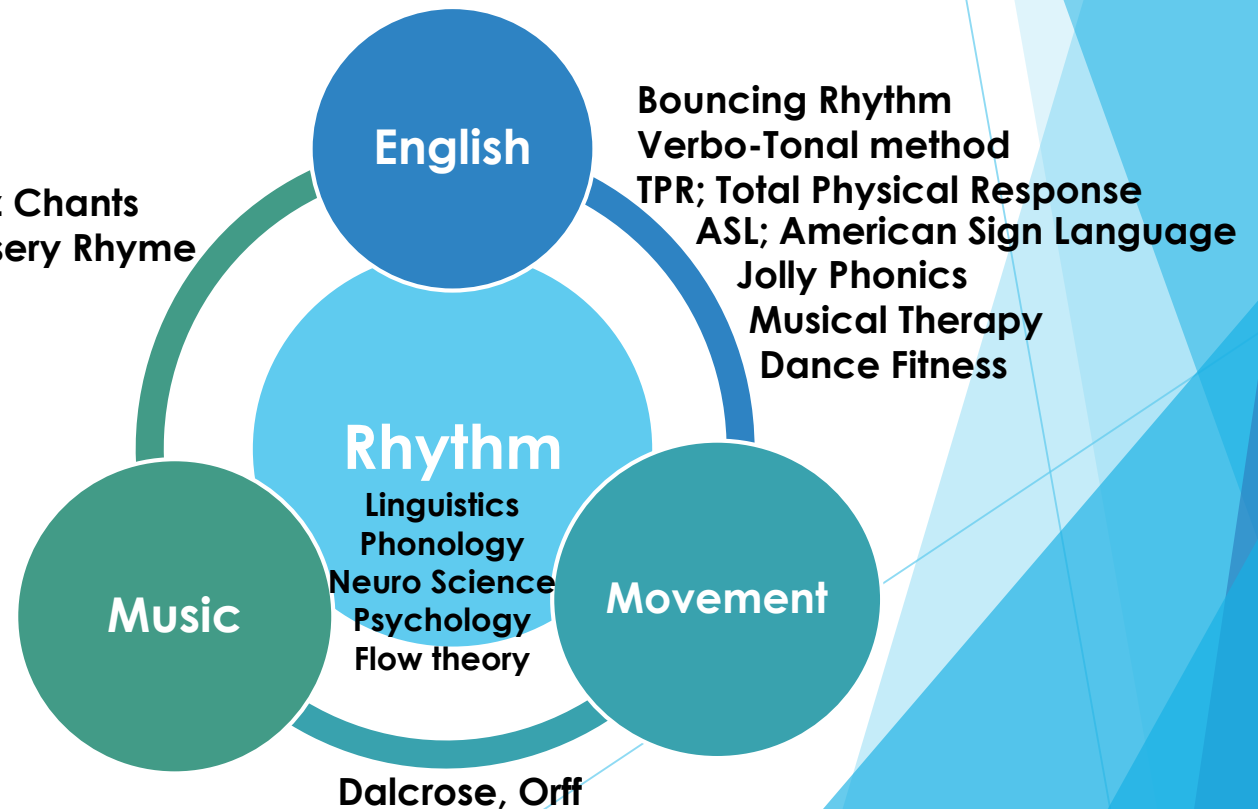 English
Bouncing Rhythm
Verbo-Tonal method
TPR; Total Physical Response
ASL; American Sign Language
Jolly Phonics
Musical Therapy
Dance Fitness
Chants
Rhyme
Rhythm
Linguistics
Phonology
Neuro Science
Psychology
Flow theory
Music
Movement
Dalcrose, Orff